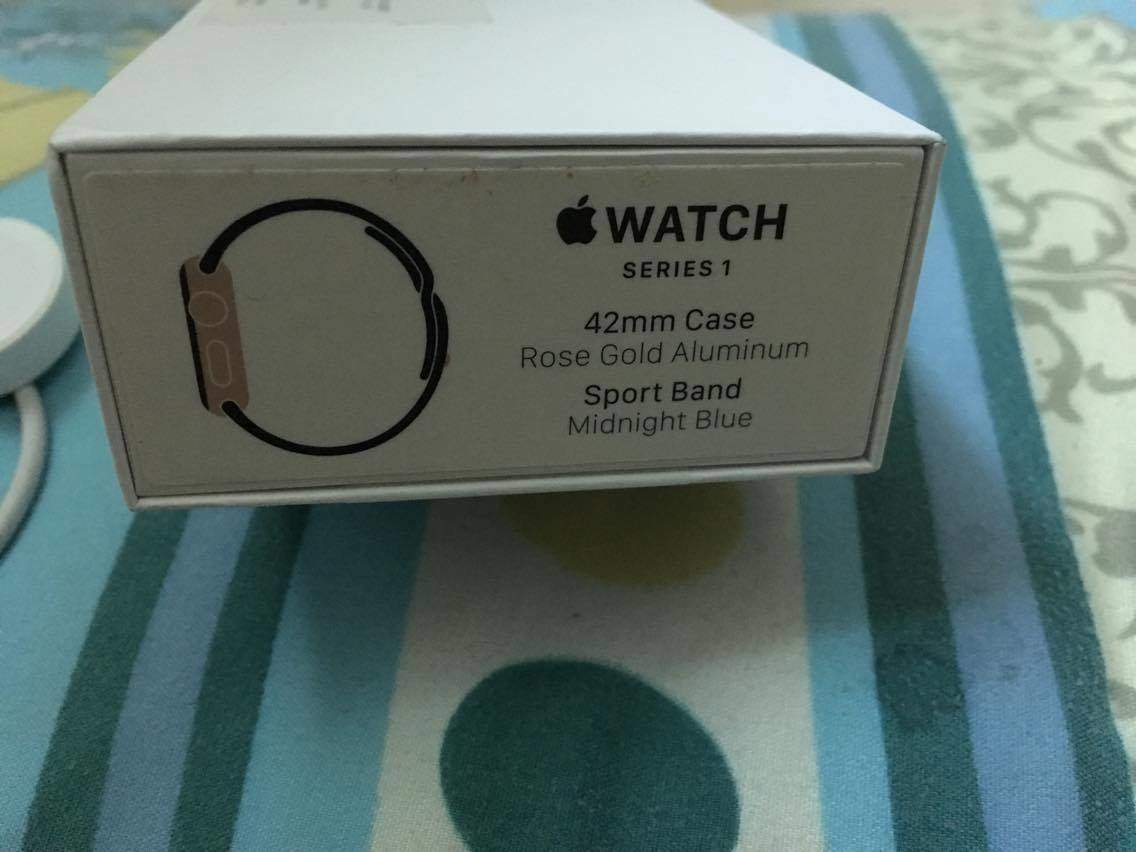 WATCH
SERIES 1
42mm Case
Rose Gold Aluminum
Sport Band
Midnight Blue